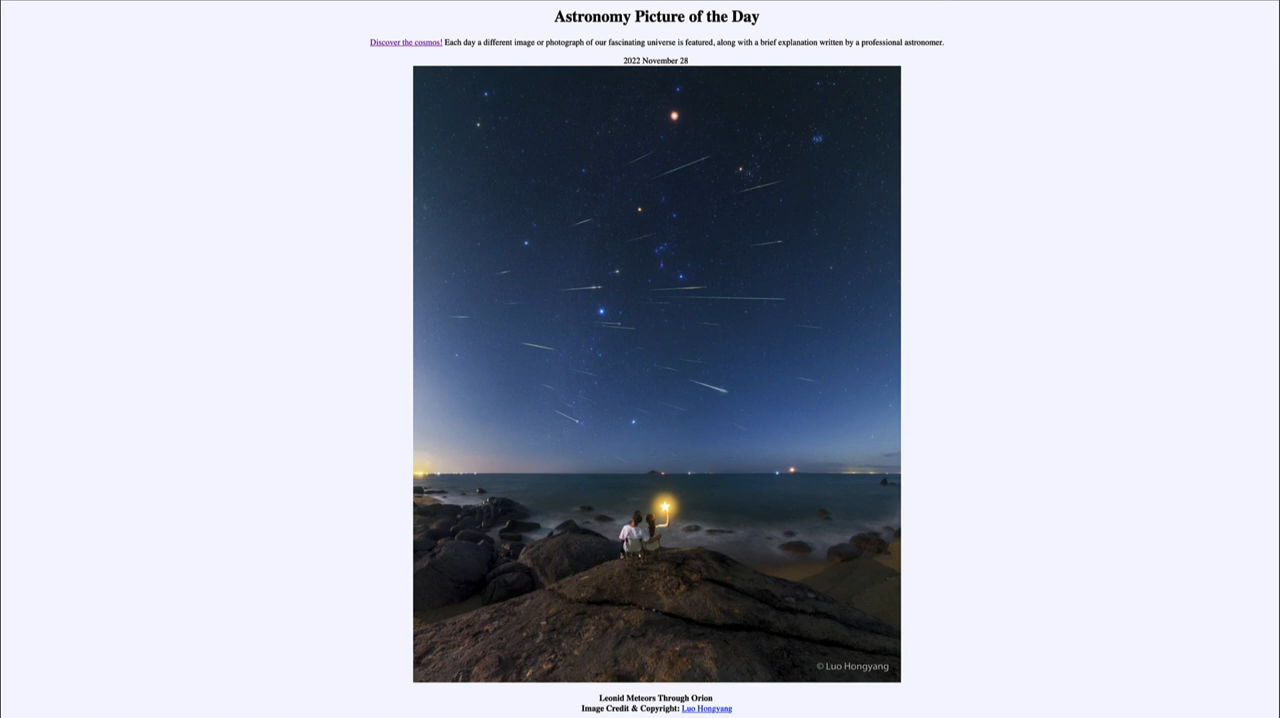 Astronomy Picture of the Day
Discover the cosmos! Each day a different image or photograph of our fascinating universe is featured, along with a brief explanation written by a professional astronomer.
2022 November 28
© Luo Hongyang
Leonid Meteors Through Orion
Image Credit & Copyright: Luo Hongyang